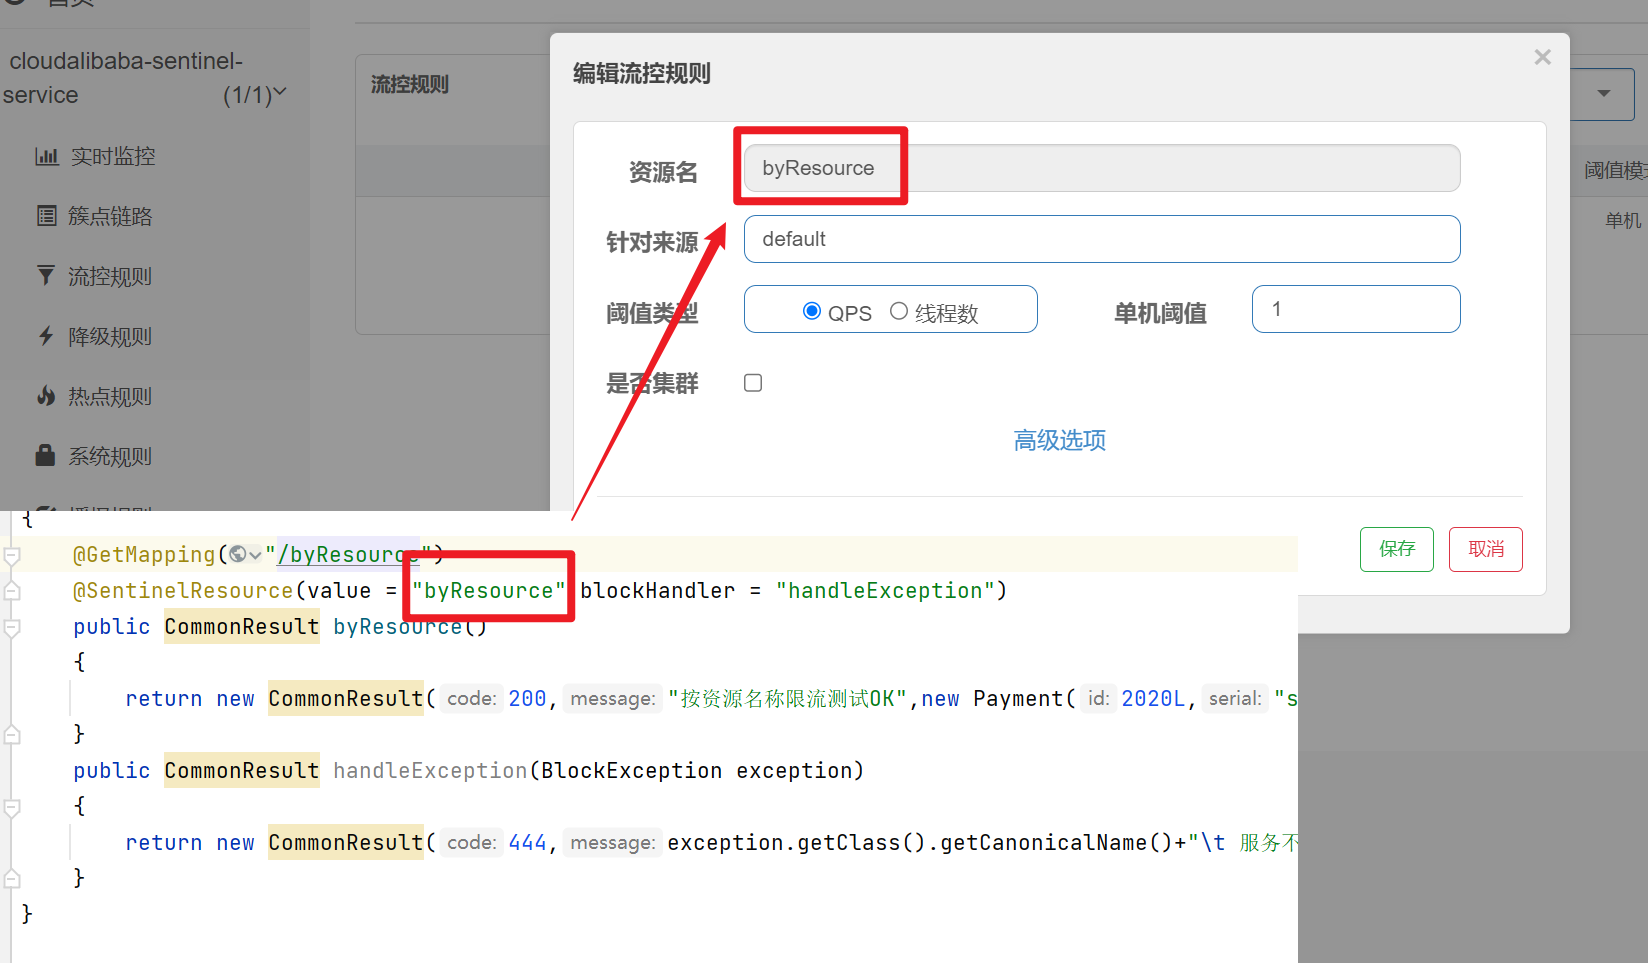 首页
cloudalibaba-sentinel-
service (1/1)
实时监控
簇点链路
流控规则
降级规则
热点规则
系统规则
流控规则
阈值模式
单机
编辑流控规则
×
资源名 byResource
针对来源 default
阈值类型 QPS 线程数 单机阈值 1
是否集群
高级选项
保存 取消
{
@GetMapping("/byResource")
@SentinelResource(value = "byResource" blockHandler = "handleException")
public CommonResult byResource()
{
return new CommonResult( code: 200, message: "按资源名称限流测试OK",new Payment( id: 2020L, serial: "s
}
public CommonResult handleException(BlockException exception)
{
return new CommonResult( code: 444, message: exception.getClass().getCanonicalName()+"\t 服务不
}
}